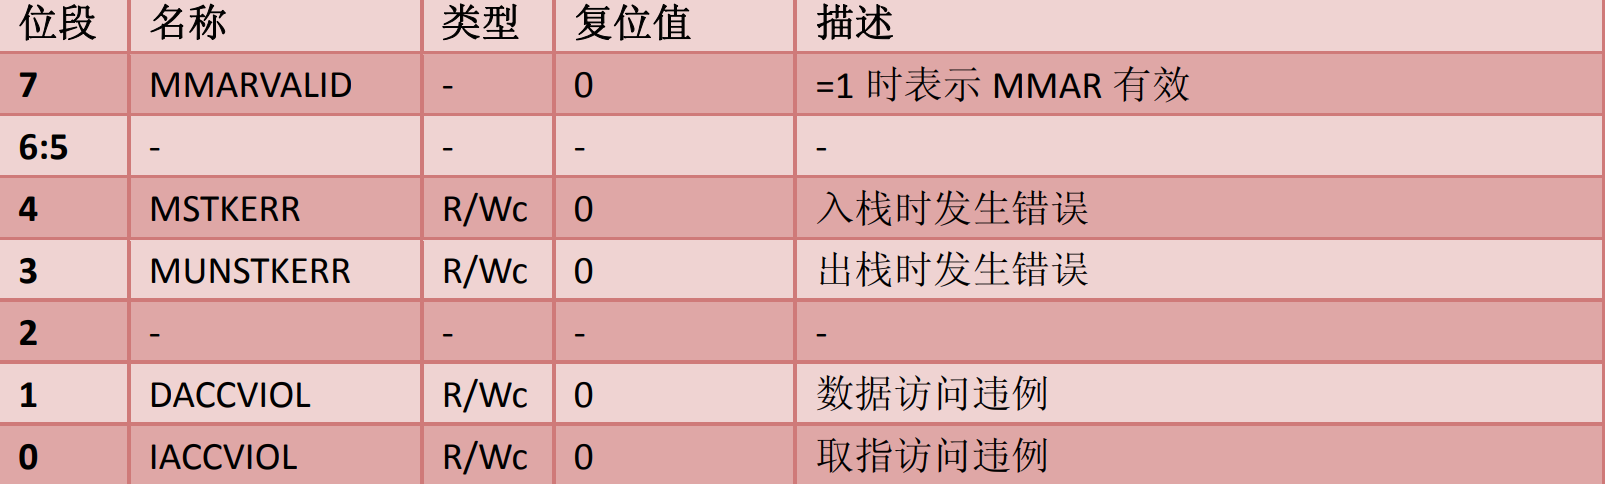 位段 名称 类型 复位值 描述
7 MMARVALID - 0 =1 时表示 MMAR 有效
6:5 - - - -
4 MSTKERR R/Wc 0 入栈时发生错误
3 MUNSTKERR R/Wc 0 出栈时发生错误
2 - - - -
1 DACCVIOL R/Wc 0 数据访问违例
0 IACCVIOL R/Wc 0 取指访问违例